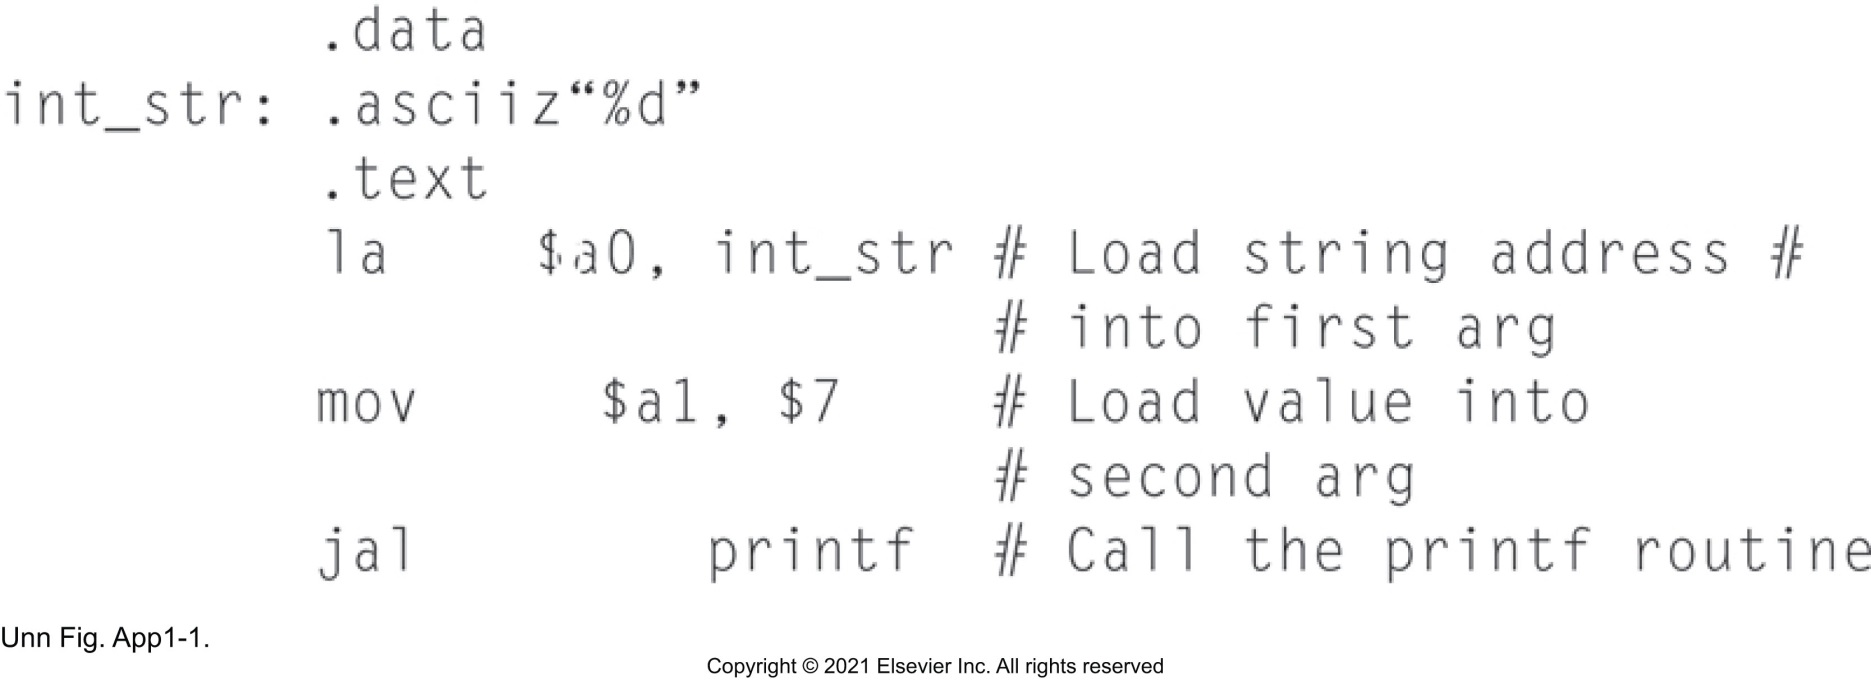 .data
int_str: .asciiz“%d”
.text
la $a0, int_str # Load string address #
# into first arg
mov $a1, $7 # Load value into
# second arg
jal printf # Call the printf routine
Unn Fig. App1-1.
Copyright © 2021 Elsevier Inc. All rights reserved